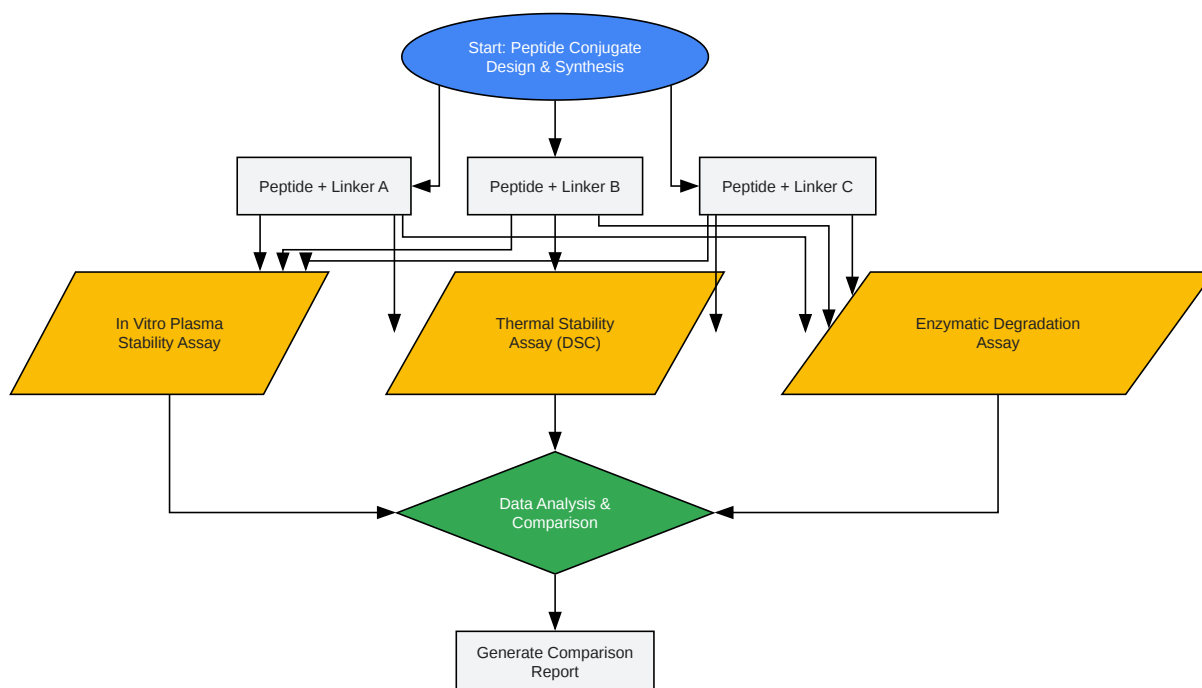 Start: Peptide Conjugate
Design & Synthesis
Peptide + Linker A
Peptide + Linker B
Peptide + Linker C
In Vitro Plasma
Stability Assay
Thermal Stability
Assay (DSC)
Enzymatic Degradation
Assay
Data Analysis &
Comparison
Generate Comparison
Report